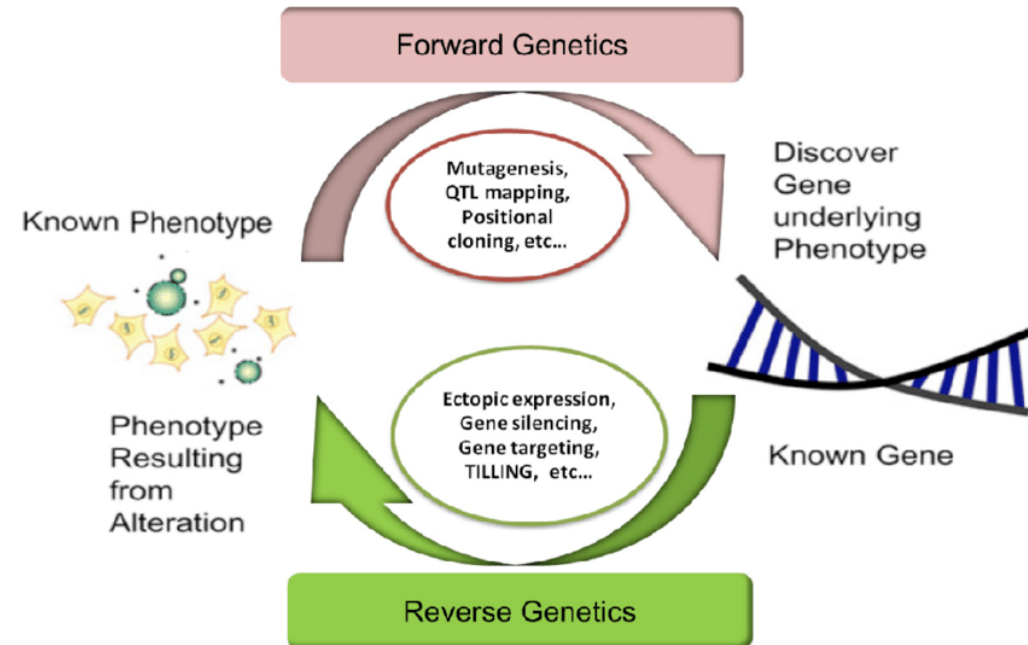 Forward Genetics
Mutagenesis,
QTL mapping,
Positional
cloning, etc...
Discover
Gene
underlying
Phenotype
Known Phenotype
Ectopic expression,
Gene silencing,
Gene targeting,
TILLING, etc...
Phenotype
Resulting
from
Alteration
Known Gene
Reverse Genetics